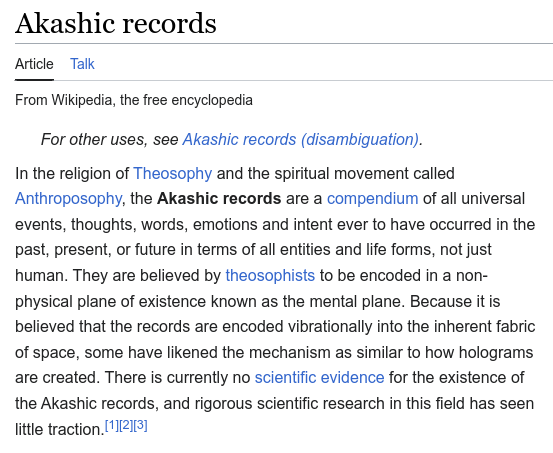 Akashic records
Article Talk
From Wikipedia, the free encyclopedia
For other uses, see Akashic records (disambiguation).
In the religion of Theosophy and the spiritual movement called
Anthroposophy, the Akashic records are a compendium of all universal
events, thoughts, words, emotions and intent ever to have occurred in the
past, present, or future in terms of all entities and life forms, not just
human. They are believed by theosophists to be encoded in a non-
physical plane of existence known as the mental plane. Because it is
believed that the records are encoded vibrationally into the inherent fabric
of space, some have likened the mechanism as similar to how holograms
are created. There is currently no scientific evidence for the existence of
the Akashic records, and rigorous scientific research in this field has seen
little traction.[1][2][3]